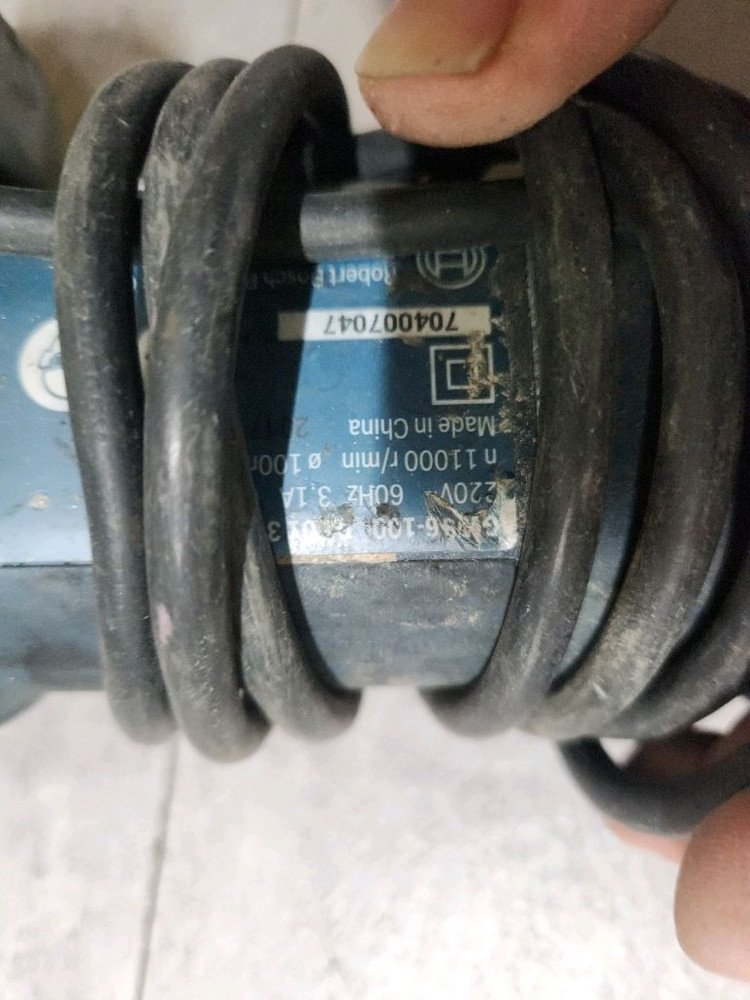 GWS6-100
220V 60Hz 3.1A
n 11000 r/min ø 100
Made in China
704007047
Robert Bosch